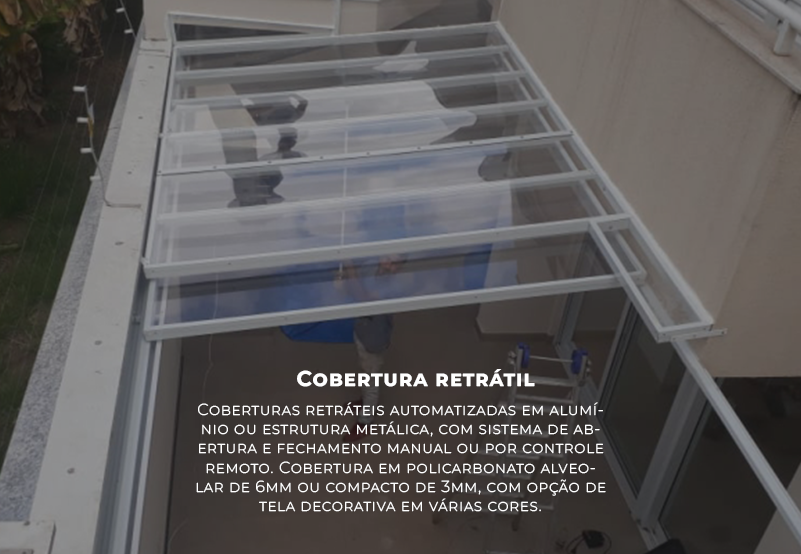 Cobertura retrátil
Coberturas retráteis automatizadas em alumí-
nio ou estrutura metálica, com sistema de ab-
ertura e fechamento manual ou por controle
remoto. Cobertura em policarbonato alveo-
lar de 6mm ou compacto de 3mm, com opção de
tela decorativa em várias cores.